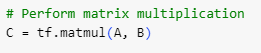 # Perform matrix multiplication
C = tf.matmul(A, B)